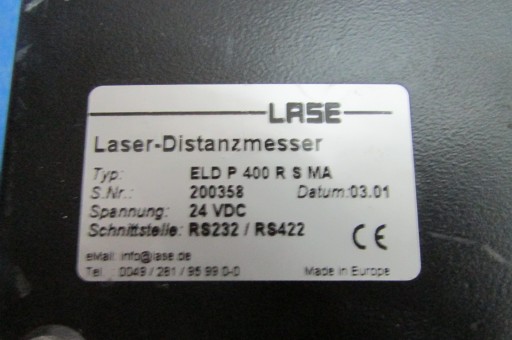 LASE
Laser-Distanzmesser
Typ: ELD P 400 R S MA
S.Nr.: 200358 Datum:03.01
Spannung: 24 VDC
Schnittstelle: RS232 / RS422
CE
eMail: info@lase.de
Tel.: 0049 / 281 / 95 99 0-0 Made in Europe